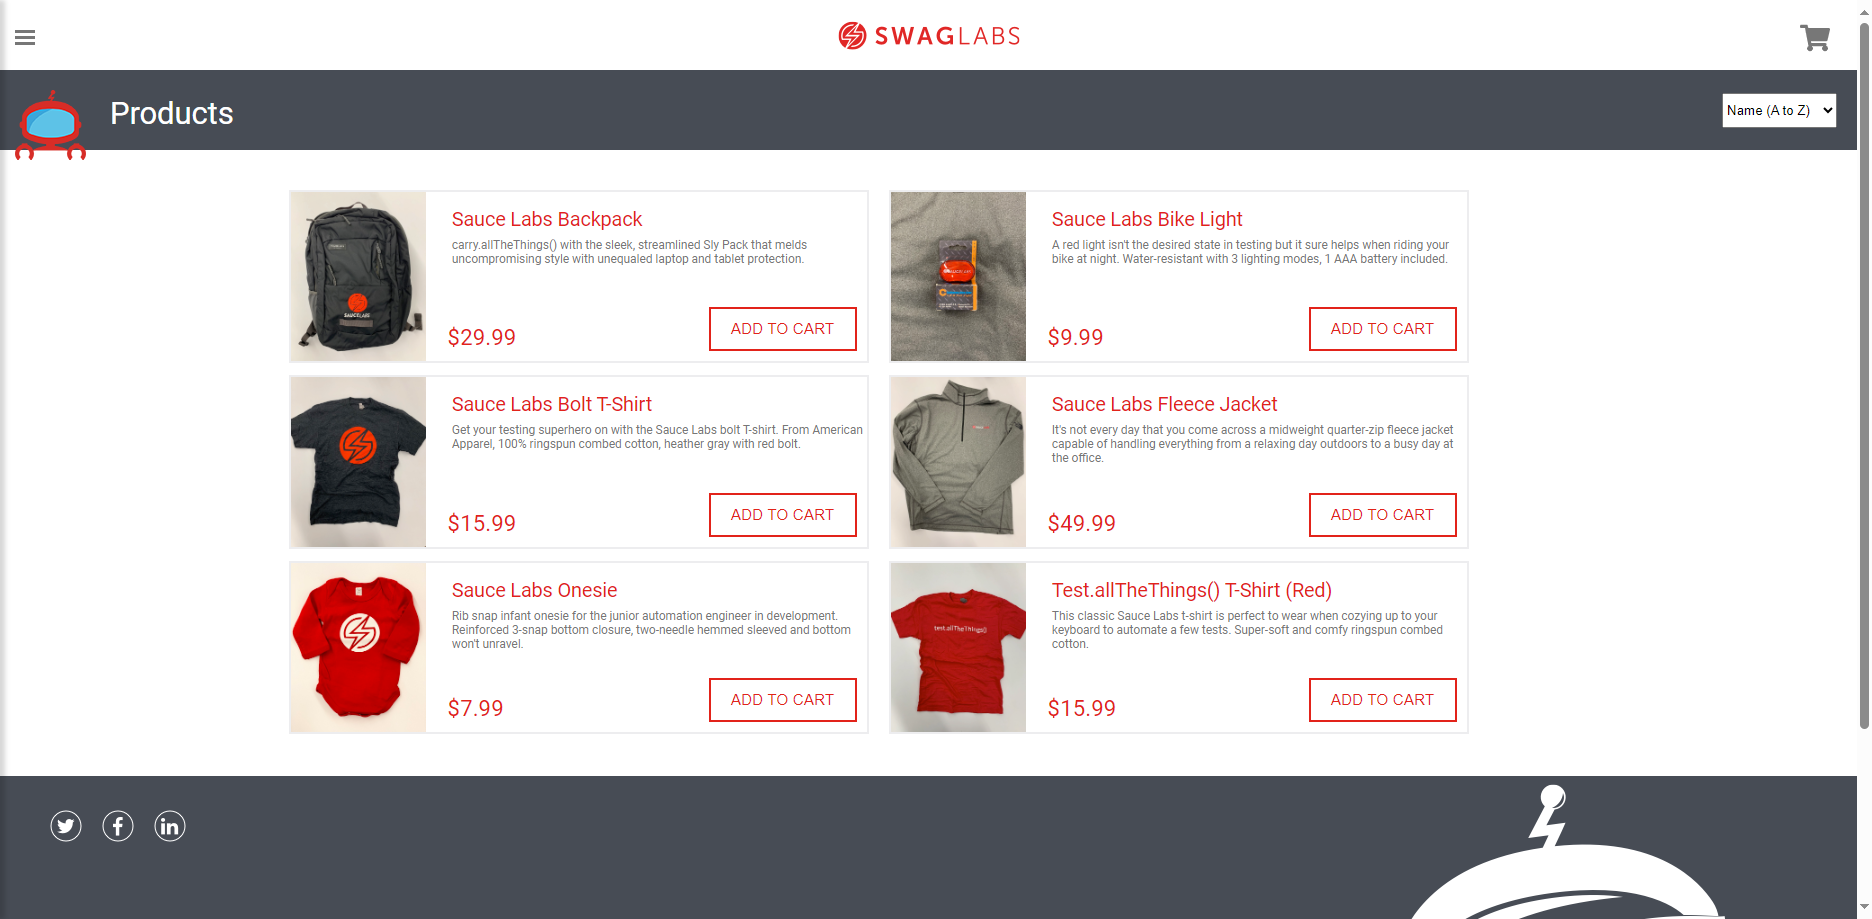 SWAGLABS
Products
Name (A to Z)
Sauce Labs Backpack
carry.allTheThings() with the sleek, streamlined Sly Pack that melds
uncompromising style with unequaled laptop and tablet protection.
$29.99
ADD TO CART
SAUCELABS
Sauce Labs Bike Light
A red light isn't the desired state in testing but it sure helps when riding your
bike at night. Water-resistant with 3 lighting modes, 1 AAA battery included.
$9.99
ADD TO CART
Sauce Labs Bolt T-Shirt
Get your testing superhero on with the Sauce Labs bolt T-shirt. From American
Apparel, 100% ringspun combed cotton, heather gray with red bolt.
$15.99
ADD TO CART
Sauce Labs Fleece Jacket
It's not every day that you come across a midweight quarter-zip fleece jacket
capable of handling everything from a relaxing day outdoors to a busy day at
the office.
$49.99
ADD TO CART
Sauce Labs Onesie
Rib snap infant onesie for the junior automation engineer in development.
Reinforced 3-snap bottom closure, two-needle hemmed sleeved and bottom
won't unravel.
$7.99
ADD TO CART
Test.allTheThings() T-Shirt (Red)
This classic Sauce Labs t-shirt is perfect to wear when cozying up to your
keyboard to automate a few tests. Super-soft and comfy ringspun combed
cotton.
$15.99
ADD TO CART
test.allTheThings()